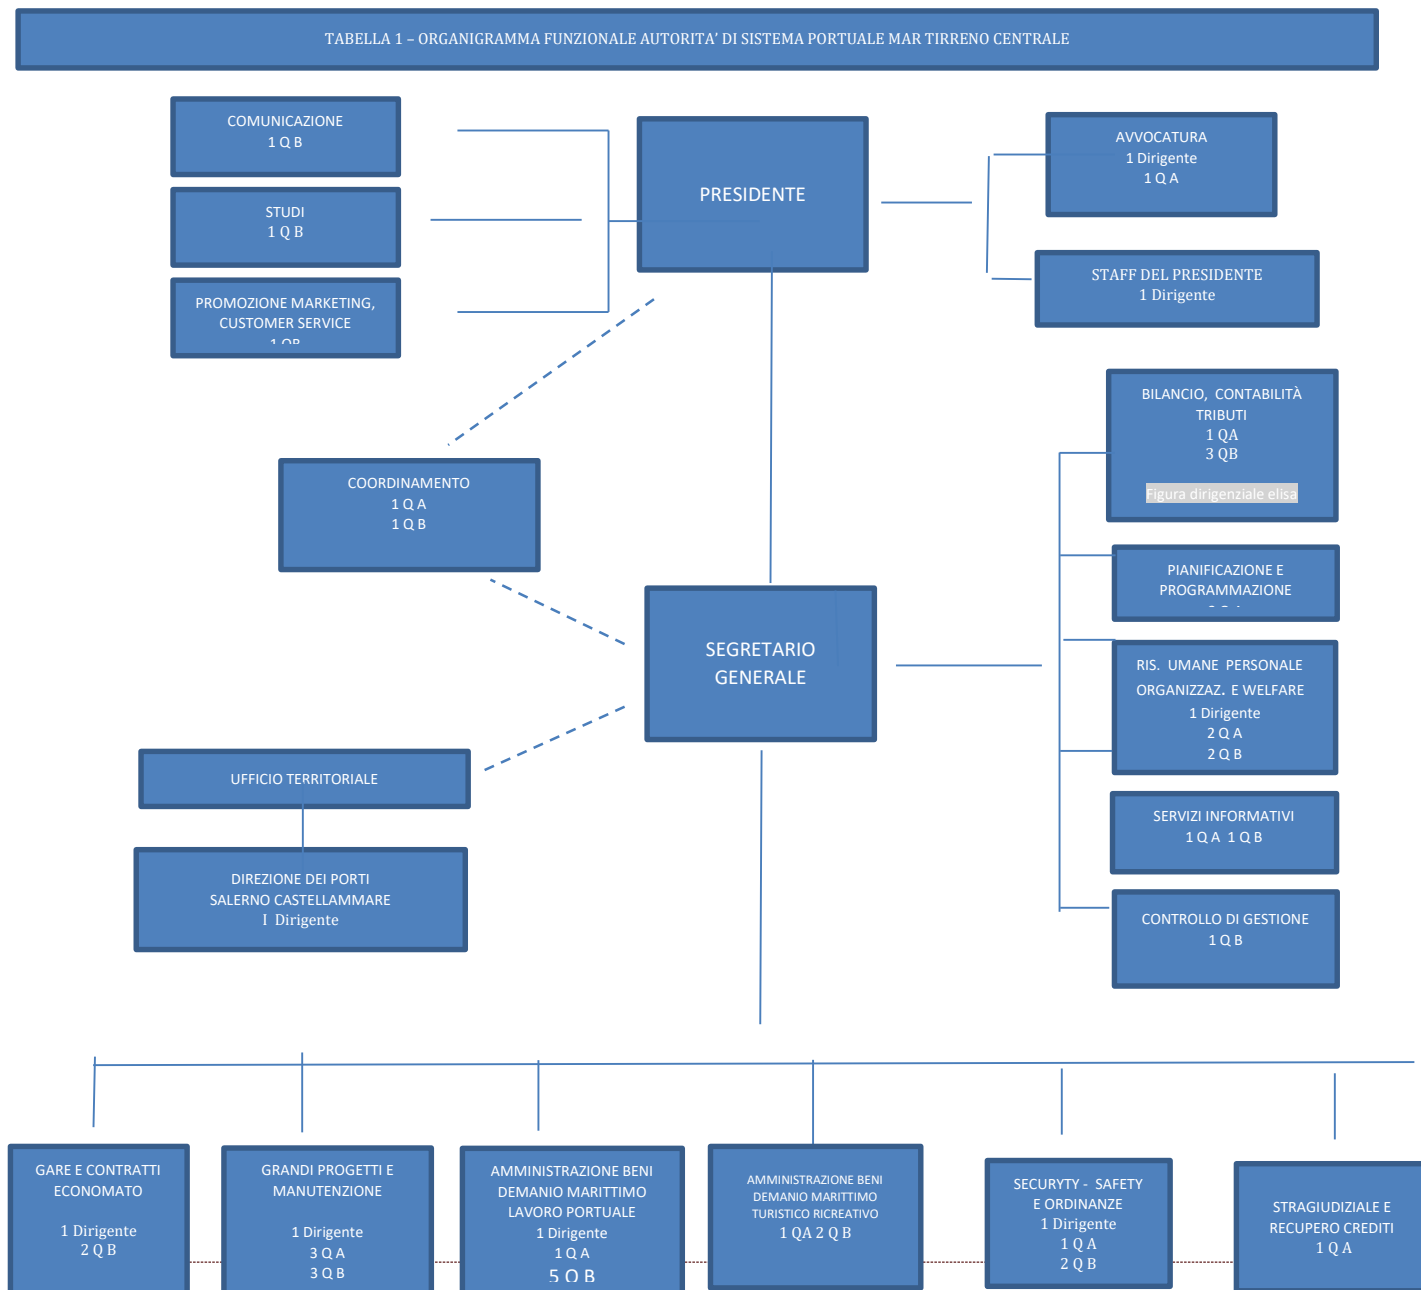 TABELLA 1 – ORGANIGRAMMA FUNZIONALE AUTORITA’ DI SISTEMA PORTUALE MAR TIRRENO CENTRALE
COMUNICAZIONE
1 Q B
STUDI
1 Q B
PROMOZIONE MARKETING,
CUSTOMER SERVICE
1 QB
PRESIDENTE
AVVOCATURA
1 Dirigente
1 Q A
STAFF DEL PRESIDENTE
1 Dirigente
COORDINAMENTO
1 Q A
1 Q B
BILANCIO, CONTABILITÀ
TRIBUTI
1 QA
3 QB
Figura dirigenziale elisa
PIANIFICAZIONE E
PROGRAMMAZIONE
SEGRETARIO
GENERALE
RIS. UMANE PERSONALE
ORGANIZZAZ. E WELFARE
1 Dirigente
2 Q A
2 Q B
UFFICIO TERRITORIALE
SERVIZI INFORMATIVI
1 Q A 1 Q B
DIREZIONE DEI PORTI
SALERNO CASTELLAMMARE
I Dirigente
CONTROLLO DI GESTIONE
1 Q B
GARE E CONTRATTI
ECONOMATO
1 Dirigente
2 Q B
GRANDI PROGETTI E
MANUTENZIONE
1 Dirigente
3 Q A
3 Q B
AMMINISTRAZIONE BENI
DEMANIO MARITTIMO
LAVORO PORTUALE
1 Dirigente
1 Q A
5 Q B
AMMINISTRAZIONE BENI
DEMANIO MARITTIMO
TURISTICO RICREATIVO
1 QA 2 Q B
SECURYTY - SAFETY
E ORDINANZE
1 Dirigente
1 Q A
2 Q B
STRAGIUDIZIALE E
RECUPERO CREDITI
1 Q A